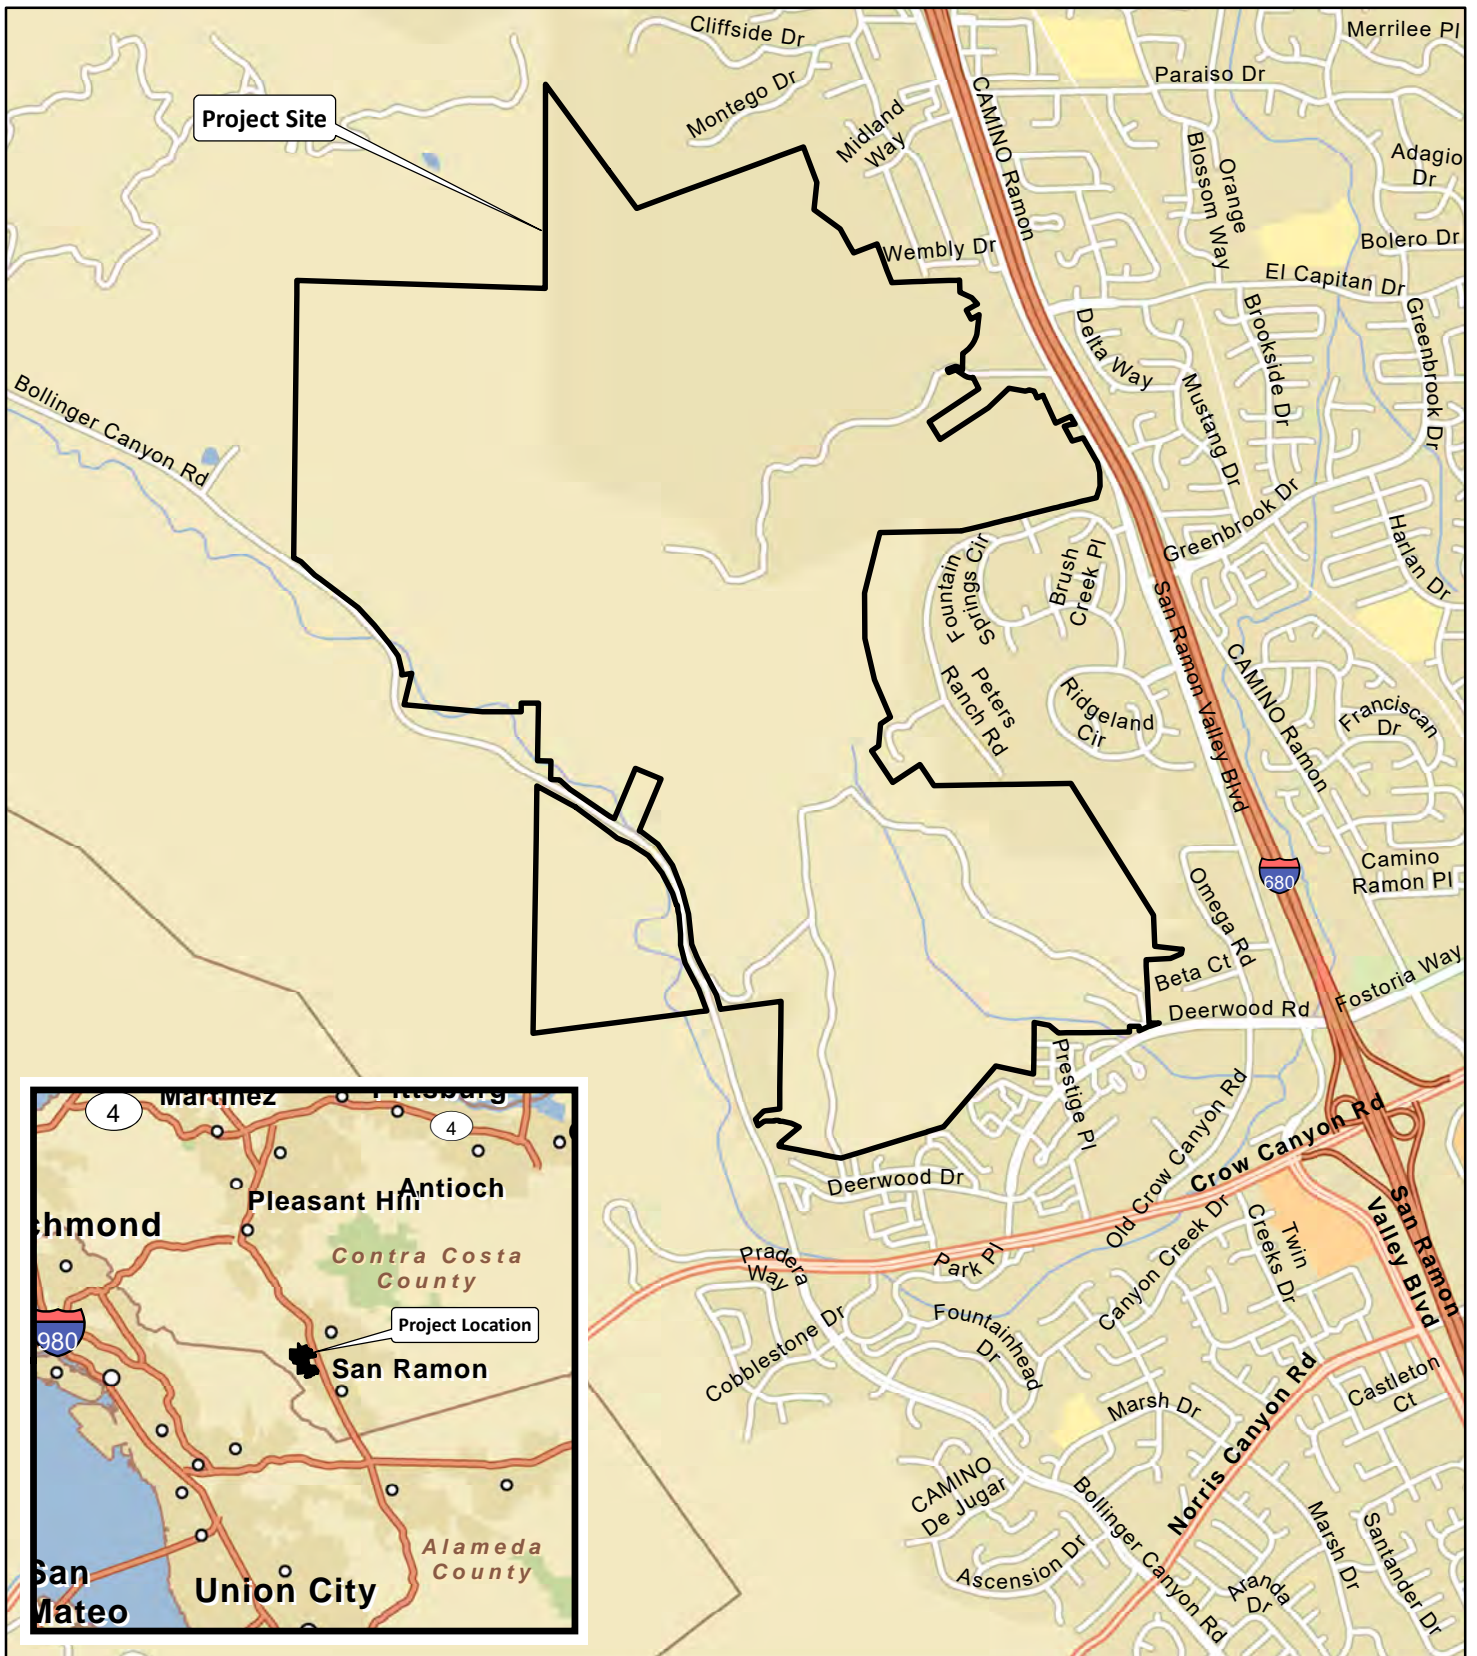 Cliffside Dr
Merrilee Pl
Paraiso Dr
Montego Dr
Project Site
Midland
Way
CAMINO Ramon
Orange
Blossom Way
Adagio
Dr
Bolero Dr
Wembly Dr
El Capitan Dr
Greenbrook Dr
Brookside Dr
Delta Way
Mustang Dr
Bollinger Canyon Rd
Greenbrook Dr
Harlan Dr
Fountain
Springs Cir
Brush
Creek Pl
San Ramon Valley Blvd
CAMINO Ramon
Peters
Ranch Rd
Ridgeland
Cir
Franciscan
Dr
680
Camino
Ramon Pl
Omega Rd
Beta Ct
Fostoria Way
Deerwood Rd
Prestige Pl
Old Crow Canyon Rd
Crow Canyon Rd
Deerwood Dr
San Ramon
Valley Blvd
Twin
Creeks Dr
Canyon Creek Dr
Park Pl
Pradera
Way
Cobblestone Dr
Fountainhead
Dr
Norris Canyon Rd
Castleton
Ct
Marsh Dr
CAMINO
De Jugar
Bollinger Canyon Rd
Marsh Dr
Santander Dr
Ascension Dr
Aranda
Dr
Martinez
Pittsburg
4
4
Antioch
Pleasant Hill
chmond
Contra Costa
County
Project Location
980
San Ramon
Alameda
County
San
Mateo
Union City